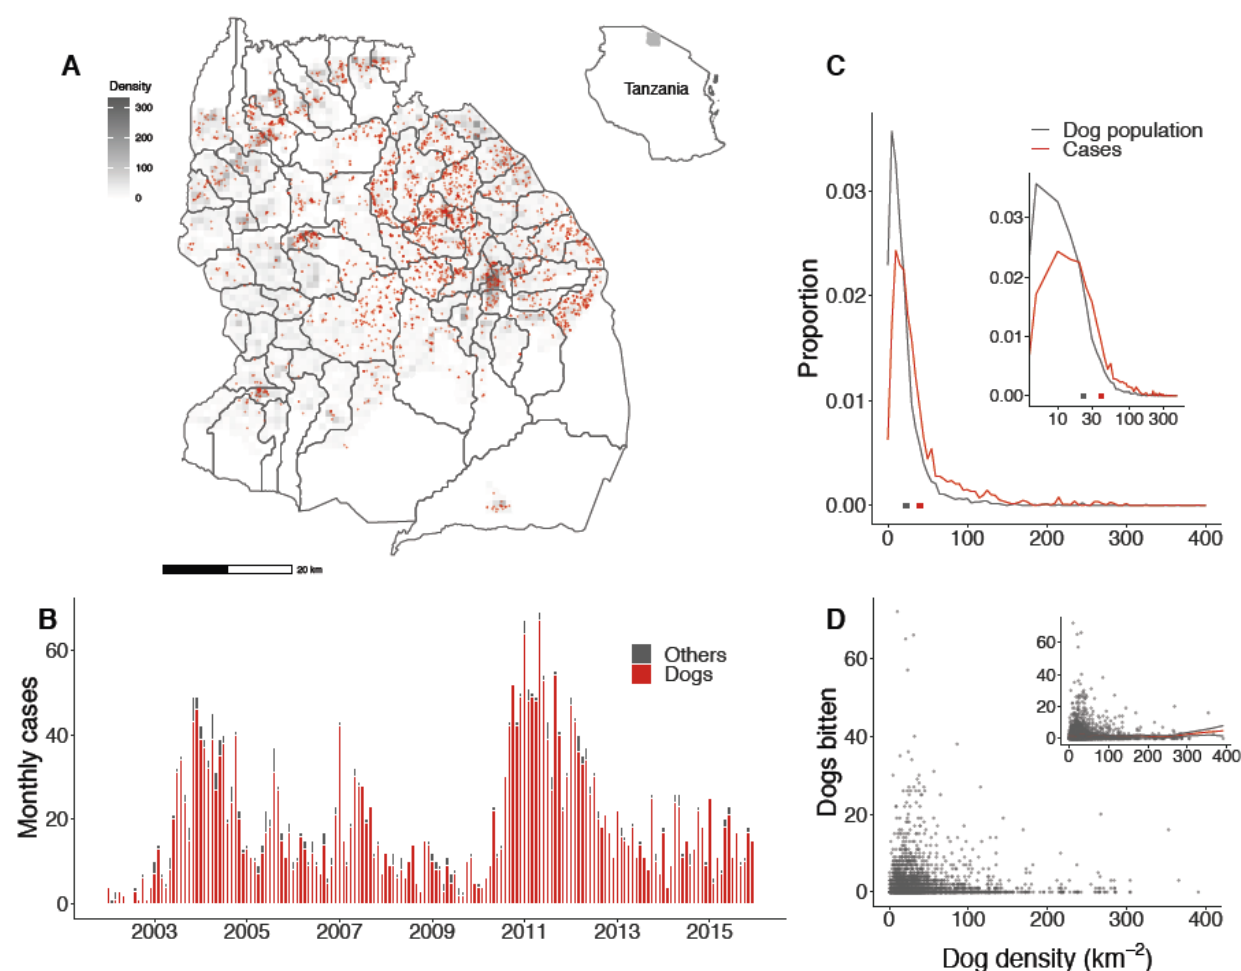 A
Density
300
200
100
0
Tanzania
20 km
B
Monthly cases
60
40
20
0
Others
Dogs
2003 2005 2007 2009 2011 2013 2015
C
Proportion
0.03
0.02
0.01
0.00
Dog population
Cases
0.03
0.02
0.01
0.00
10 30 100 300
0 100 200 300 400
D
Dogs bitten
60
40
20
0
60
40
20
0
0 100 200 300 400
0 100 200 300 400
Dog density (km⁻²)